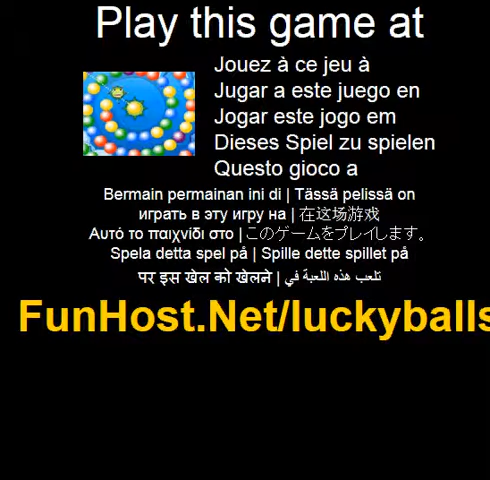 Play this game at
Jouez à ce jeu à
Jugar a este juego en
Jogar este jogo em
Dieses Spiel zu spielen
Questo gioco a
Bermain permainan ini di | Tässä pelissä on
играть в эту игру на | 在这场游戏
Αυτό το παιχνίδι στο | このゲームをプレイします。
Spela detta spel på | Spille dette spillet på
पर इस खेल को खेलने | تلعب هذه اللعبة في
FunHost.Net/luckyballs